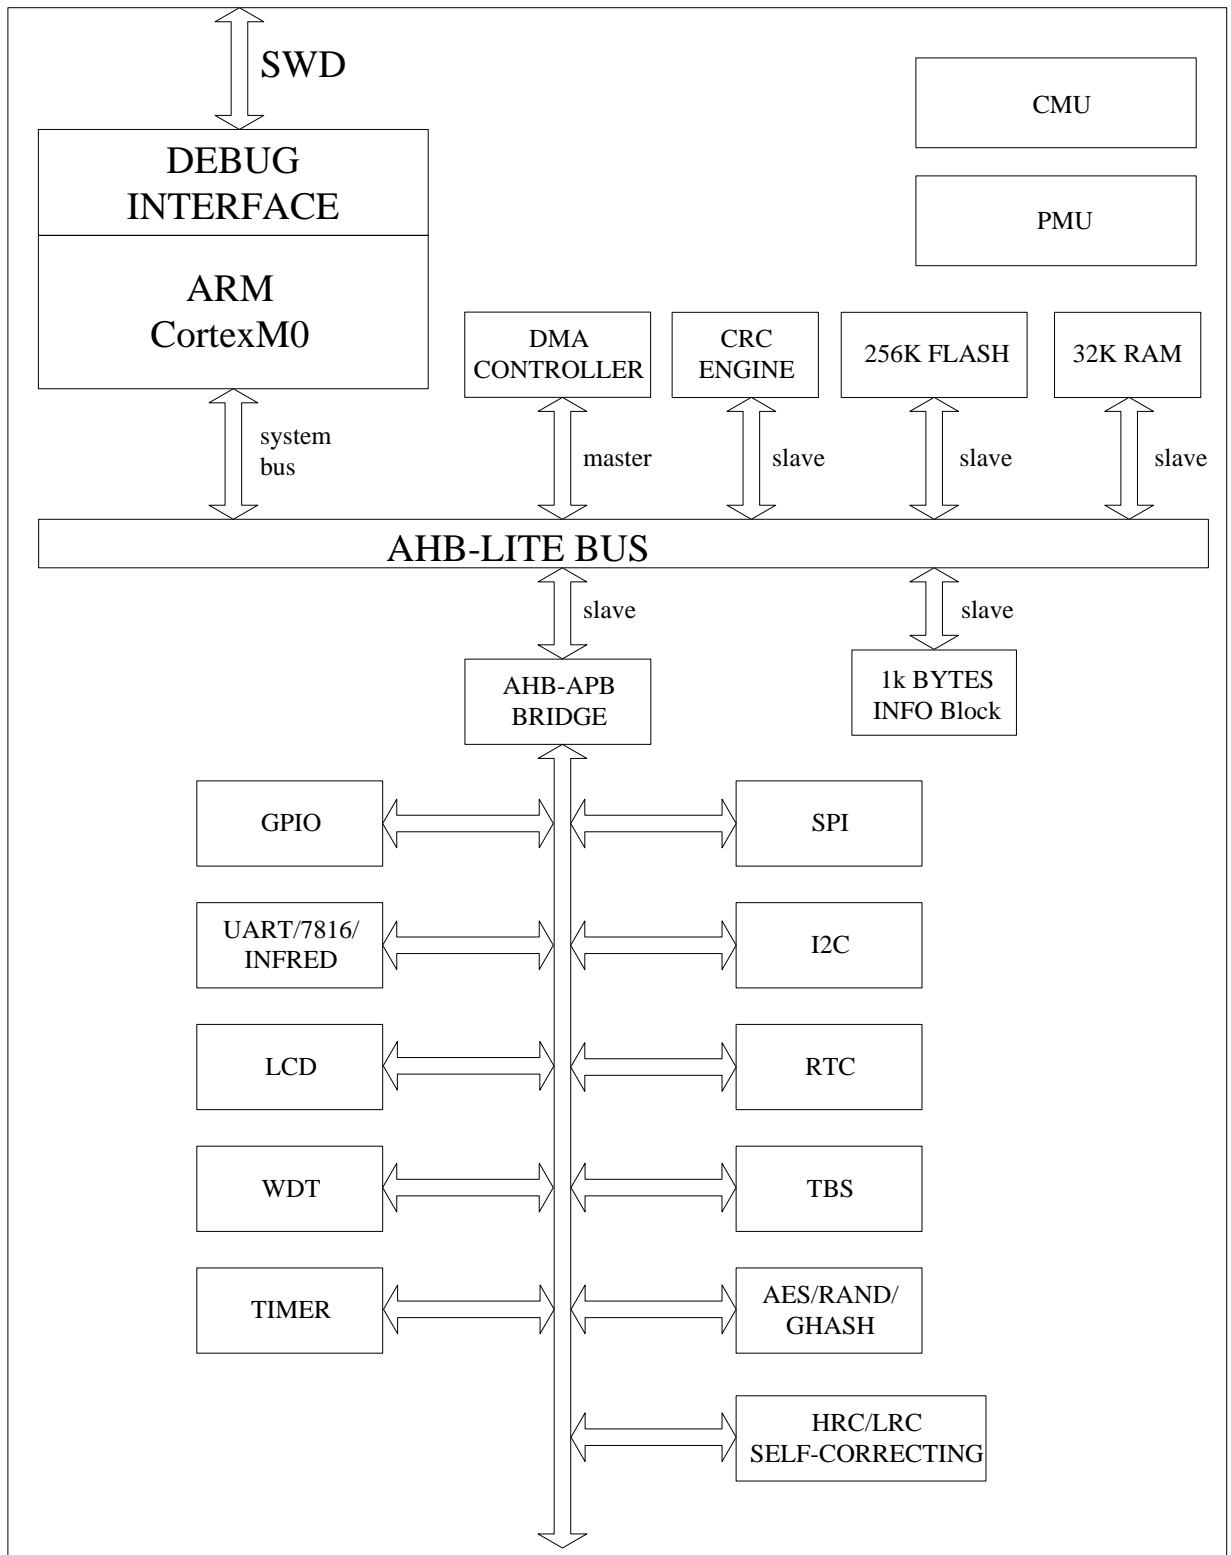 SWD
CMU
DEBUG
INTERFACE
PMU
ARM
CortexM0
DMA
CONTROLLER
CRC
ENGINE
256K FLASH
32K RAM
system
bus
master
slave
slave
slave
AHB-LITE BUS
slave
slave
AHB-APB
BRIDGE
1k BYTES
INFO Block
GPIO
SPI
UART/7816/
INFRED
I2C
LCD
RTC
WDT
TBS
TIMER
AES/RAND/
GHASH
HRC/LRC
SELF-CORRECTING